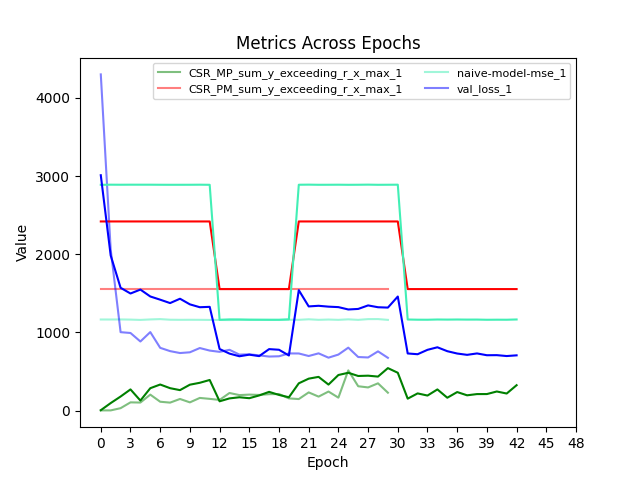 Metrics Across Epochs
CSR_MP_sum_y_exceeding_r_x_max_1
CSR_PM_sum_y_exceeding_r_x_max_1
naive-model-mse_1
val_loss_1
Value
4000
3000
2000
1000
0
0 3 6 9 12 15 18 21 24 27 30 33 36 39 42 45 48
Epoch